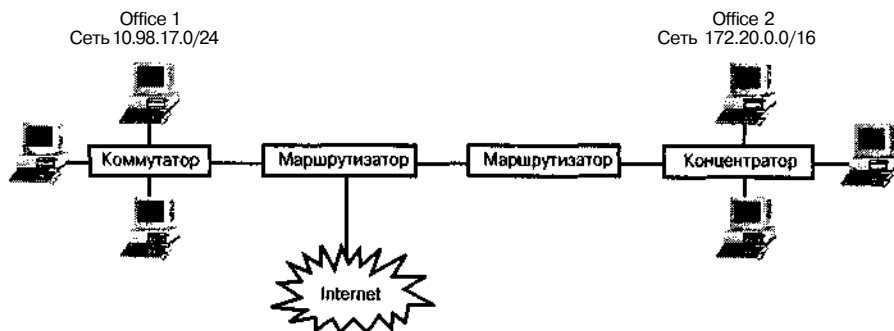 Office 1
Сеть 10.98.17.0/24
Office 2
Сеть 172.20.0.0/16
Коммутатор
Маршрутизатор
Маршрутизатор
Концентратор
Internet